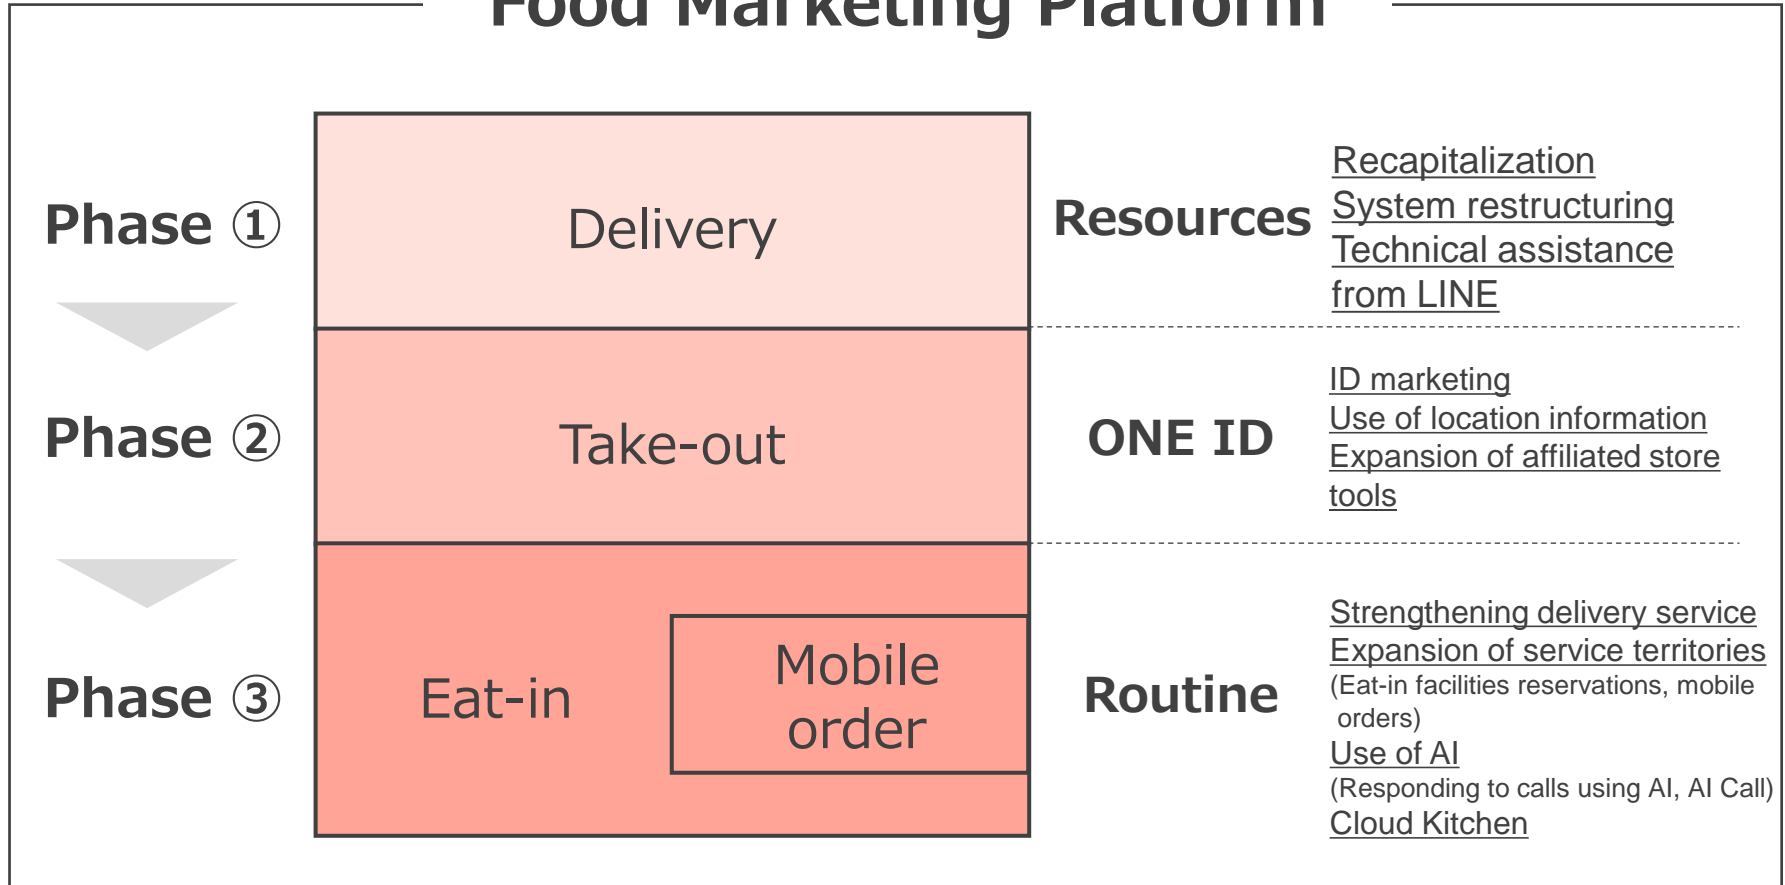 Food Marketing Platform
Phase ①
Delivery
Resources
Recapitalization
System restructuring
Technical assistance
from LINE
Phase ②
Take-out
ONE ID
ID marketing
Use of location information
Expansion of affiliated store
tools
Phase ③
Eat-in
Mobile
order
Routine
Strengthening delivery service
Expansion of service territories
(Eat-in facilities reservations, mobile
orders)
Use of AI
(Responding to calls using AI, AI Call)
Cloud Kitchen